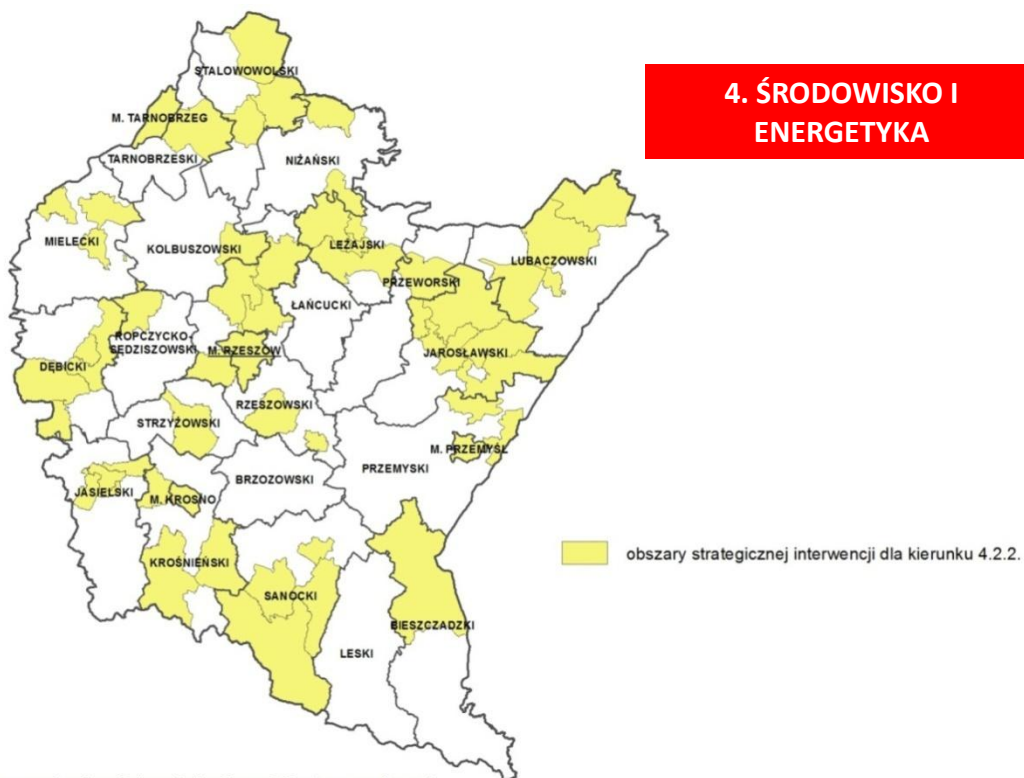 4. ŚRODOWISKO I
ENERGETYKA
STALOWOWOLSKI
M. TARNOBRZEG
TARNOBRZESKI
NIŻAŃSKI
MIELECKI
KOLBUSZOWSKI
LEŻAJSKI
LUBACZOWSKI
PRZEWORSKI
ŁAŃCUCKI
ROPCZYCKO-
SĘDZISZOWSKI
M. RZESZÓW
JAROSŁAWSKI
DĘBICKI
RZESZOWSKI
STRZYŻOWSKI
M. PRZEMYŚL
PRZEMYSKI
BRZOZOWSKI
JASIELSKI
M. KROSNO
obszary strategicznej interwencji dla kierunku 4.2.2.
KROŚNIEŃSKI
SANOCKI
BIESZCZADZKI
LESKI